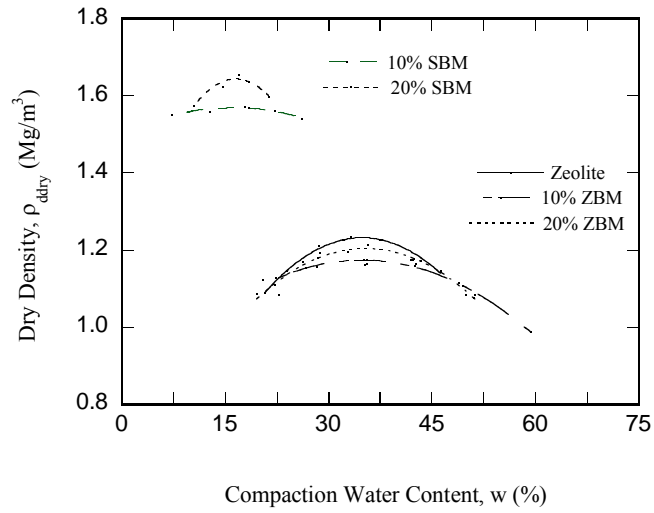 1.8
1.6
1.4
1.2
1.0
0.8
0
15
30
45
60
75
Dry Density, ρddry (Mg/m³)
Compaction Water Content, w (%)
10% SBM
20% SBM
Zeolite
10% ZBM
20% ZBM